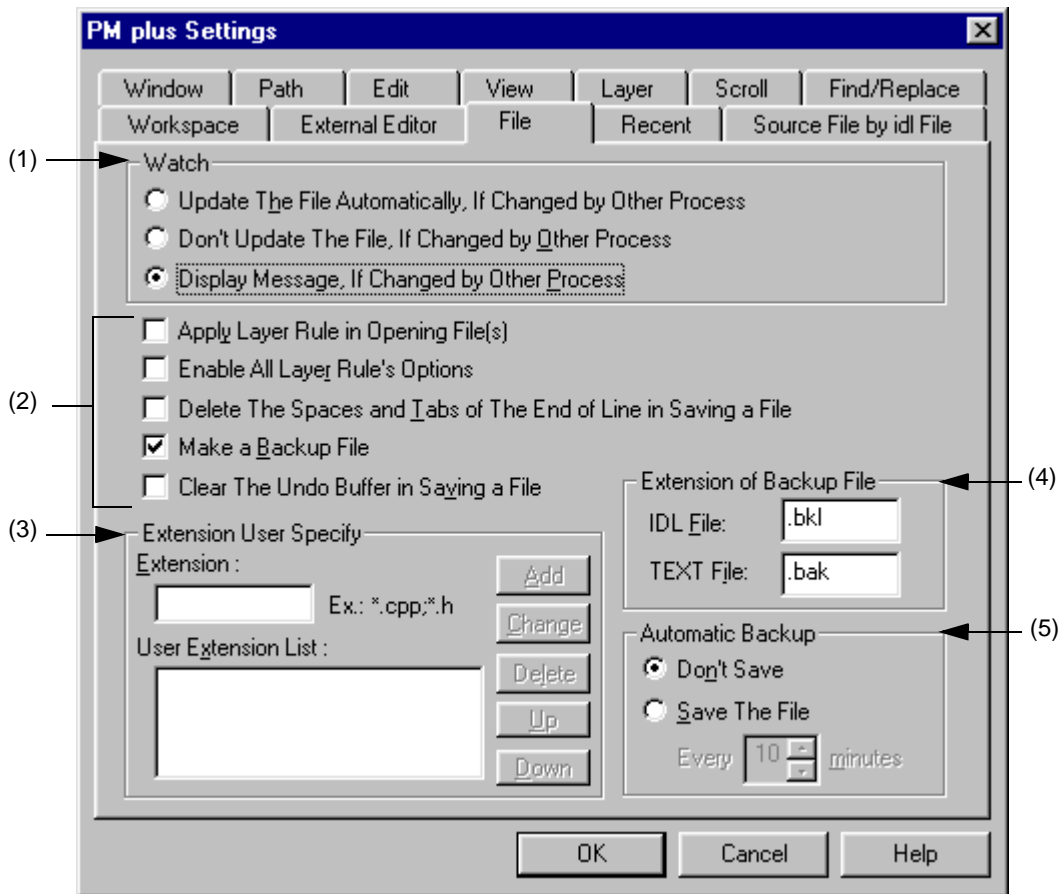 PM plus Settings
Window Path Edit View Layer Scroll Find/Replace
Workspace External Editor File Recent Source File by idl File
(1)
Watch
Update The File Automatically, If Changed by Other Process
Don't Update The File, If Changed by Other Process
Display Message, If Changed by Other Process
(2)
Apply Layer Rule in Opening File(s)
Enable All Layer Rule's Options
Delete The Spaces and Tabs of The End of Line in Saving a File
Make a Backup File
Clear The Undo Buffer in Saving a File
(3)
Extension User Specify
Extension :
Ex.: *.cpp;*.h
User Extension List :
Add
Change
Delete
Up
Down
(4)
Extension of Backup File
IDL File: .bkl
TEXT File: .bak
(5)
Automatic Backup
Don't Save
Save The File
Every 10 minutes
OK Cancel Help